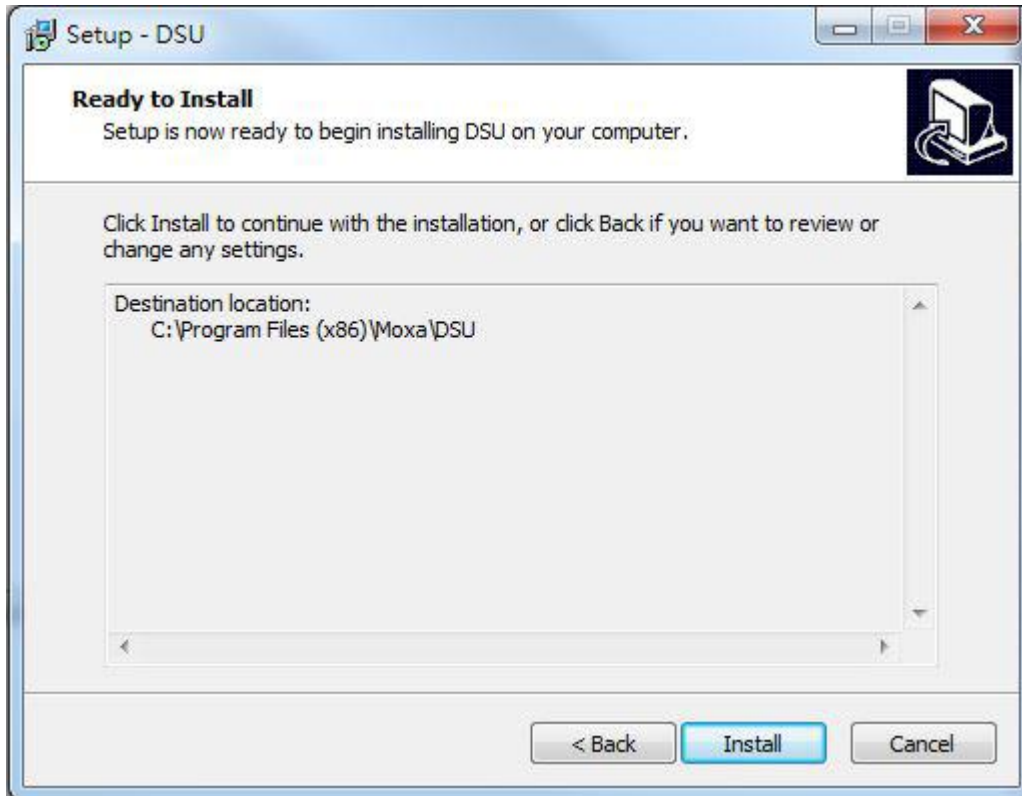 Setup - DSU
Ready to Install
Setup is now ready to begin installing DSU on your computer.
Click Install to continue with the installation, or click Back if you want to review or
change any settings.
Destination location:
C:\Program Files (x86)\Moxa\DSU
< Back
Install
Cancel